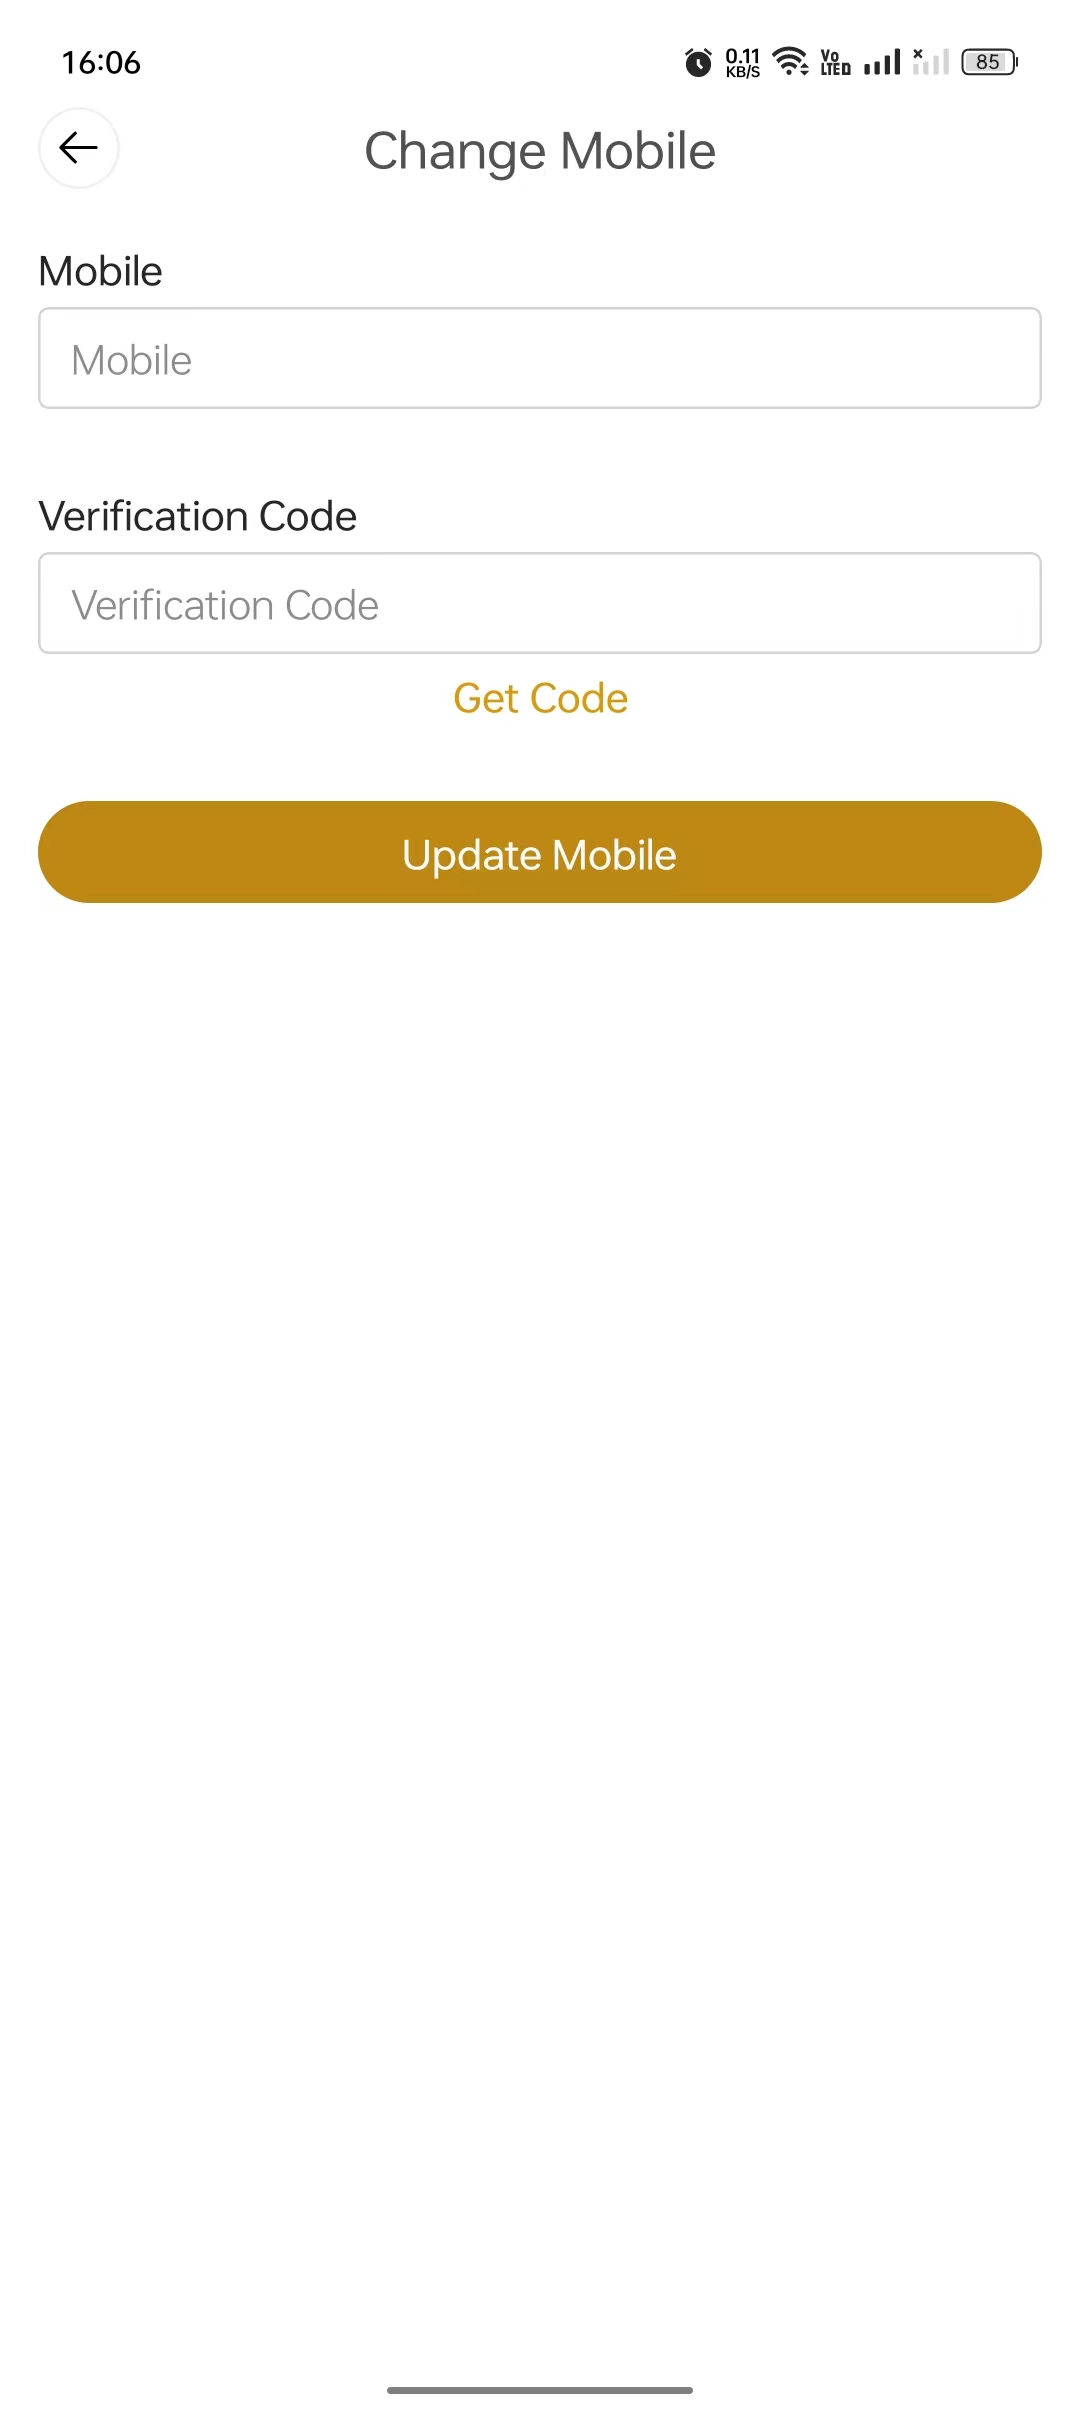 16:06
0.11
KB/S
Vo
LTED
85
Change Mobile
Mobile
Mobile
Verification Code
Verification Code
Get Code
Update Mobile